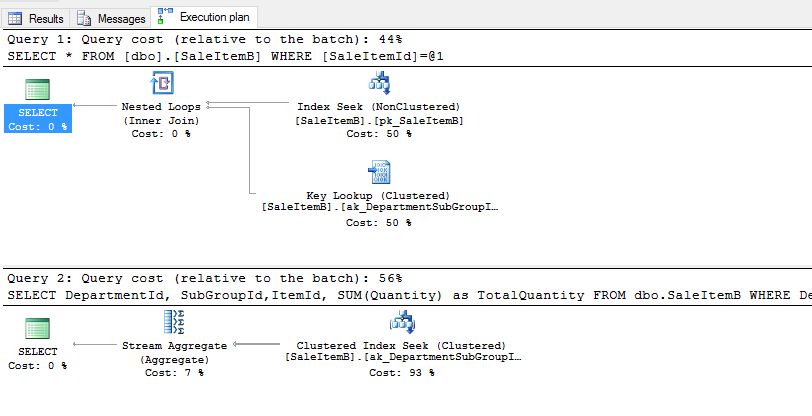 Results Messages Execution plan
Query 1: Query cost (relative to the batch): 44%
SELECT * FROM [dbo].[SaleItemB] WHERE [SaleItemId]=@1
SELECT
Cost: 0 %
Nested Loops
(Inner Join)
Cost: 0 %
Index Seek (NonClustered)
[SaleItemB].[pk_SaleItemB]
Cost: 50 %
Key Lookup (Clustered)
[SaleItemB].[ak_DepartmentSubGroupI…
Cost: 50 %
Query 2: Query cost (relative to the batch): 56%
SELECT DepartmentId, SubGroupId,ItemId, SUM(Quantity) as TotalQuantity FROM dbo.SaleItemB WHERE De
SELECT
Cost: 0 %
Stream Aggregate
(Aggregate)
Cost: 7 %
Clustered Index Seek (Clustered)
[SaleItemB].[ak_DepartmentSubGroupI…
Cost: 93 %